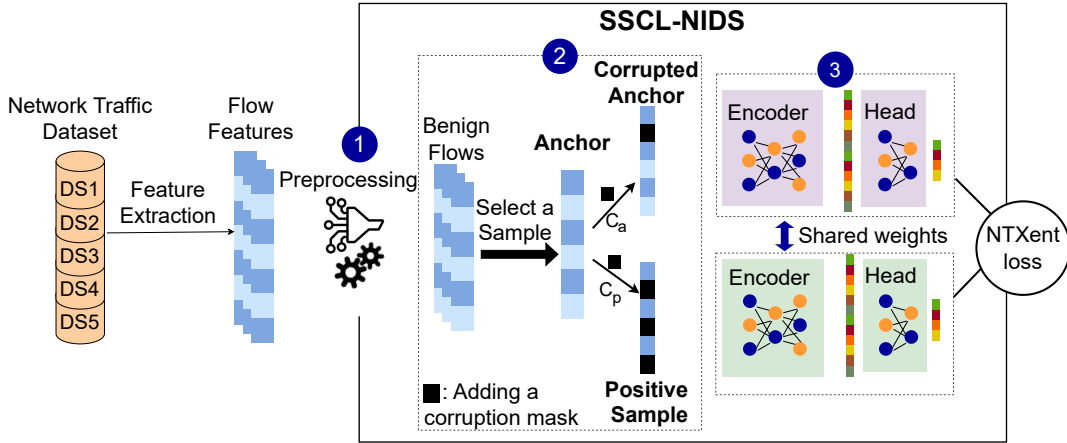 SSCL-NIDS
Network Traffic
Dataset
DS1
DS2
DS3
DS4
DS5
Feature
Extraction
Flow
Features
1
Preprocessing
2
Benign
Flows
Select a
Sample
Anchor
Corrupted
Anchor
Ca
Cp
Positive
Sample
: Adding a
corruption mask
3
Encoder
Head
Shared weights
Encoder
Head
NTXent
loss